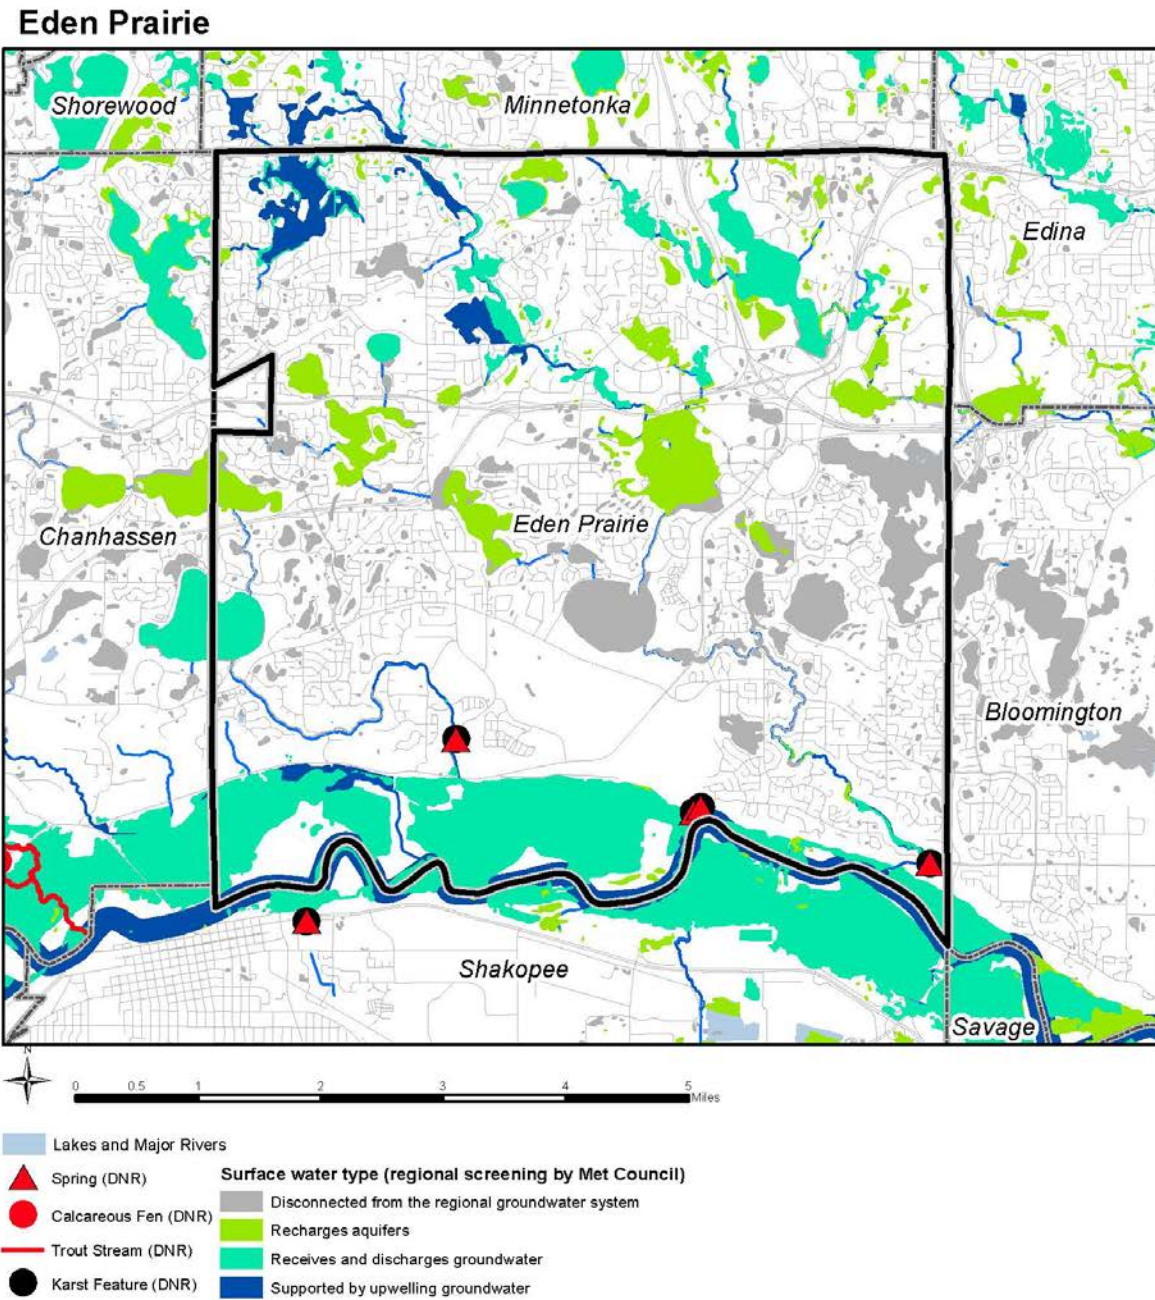 Eden Prairie
Shorewood
Minnetonka
Edina
Chanhassen
Eden Prairie
Bloomington
Shakopee
Savage
N
0 0.5 1 2 3 4 5
Miles
Lakes and Major Rivers
Spring (DNR)
Calcareous Fen (DNR)
Trout Stream (DNR)
Karst Feature (DNR)
Surface water type (regional screening by Met Council)
Disconnected from the regional groundwater system
Recharges aquifers
Receives and discharges groundwater
Supported by upwelling groundwater